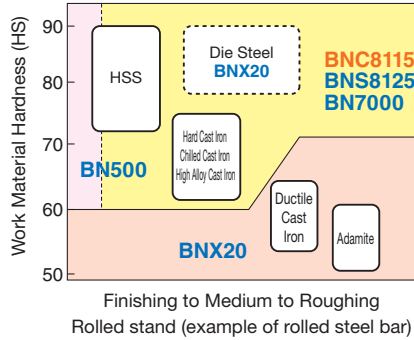 Work Material Hardness (HS)
90
80
70
60
50
HSS
Die Steel
BNX20
BNC8115
BNS8125
BN7000
Hard Cast Iron
Chilled Cast Iron
High Alloy Cast Iron
BN500
BNX20
Ductile
Cast
Iron
Adamite
Finishing to Medium to Roughing
Rolled stand (example of rolled steel bar)